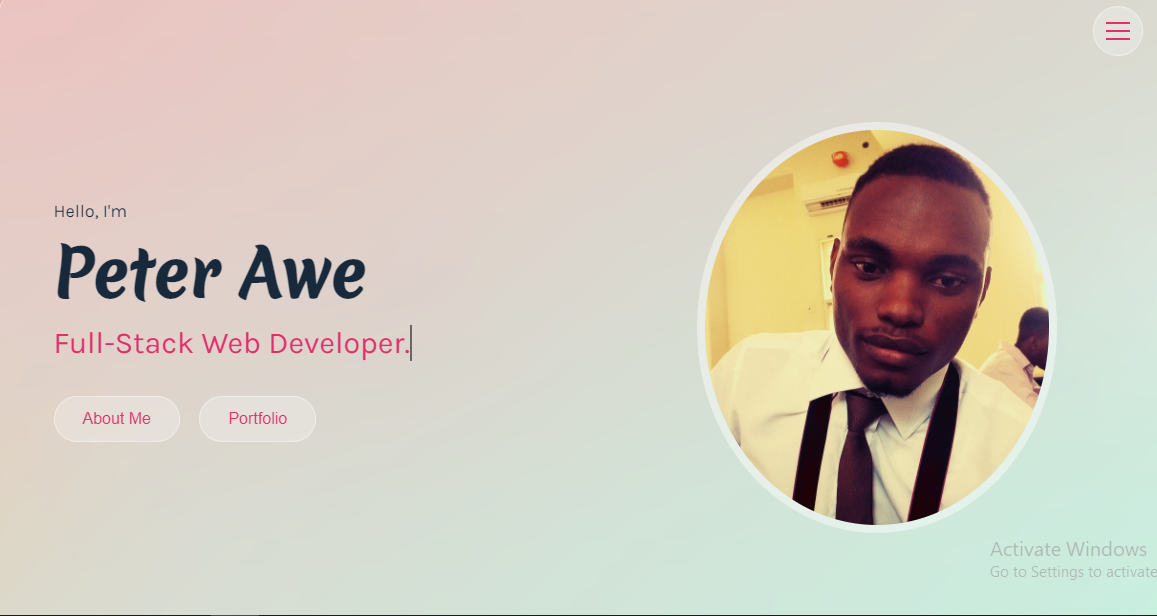 Hello, I'm
Peter Awe
Full-Stack Web Developer.
About Me
Portfolio
Activate Windows
Go to Settings to activate